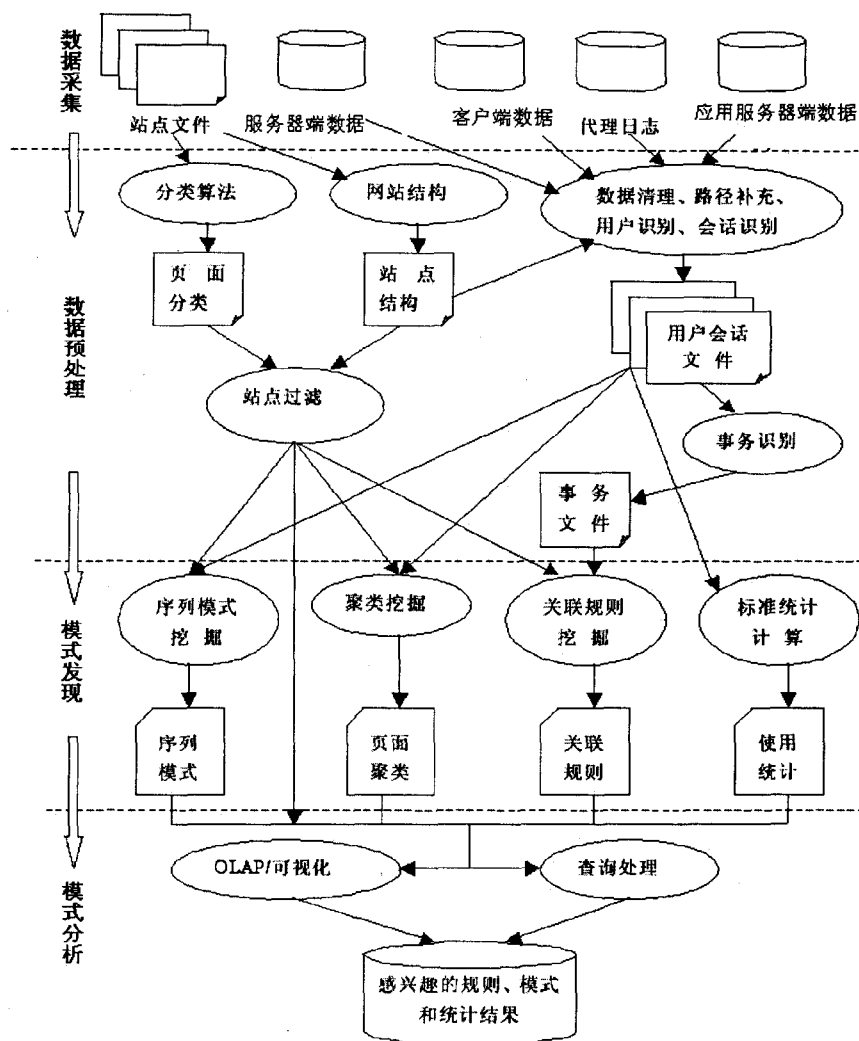 数据采集
站点文件
服务器端数据
客户端数据
代理日志
应用服务器端数据
数据预处理
分类算法
网站结构
数据清理、路径补充、
用户识别、会话识别
页面
分类
站点
结构
用户会话
文件
站点过滤
事务识别
事务
文件
模式发现
序列模式
挖掘
聚类挖掘
关联规则
挖掘
标准统计
计算
序列
模式
页面
聚类
关联
规则
使用
统计
模式分析
OLAP/可视化
查询处理
感兴趣的规则、模式
和统计结果